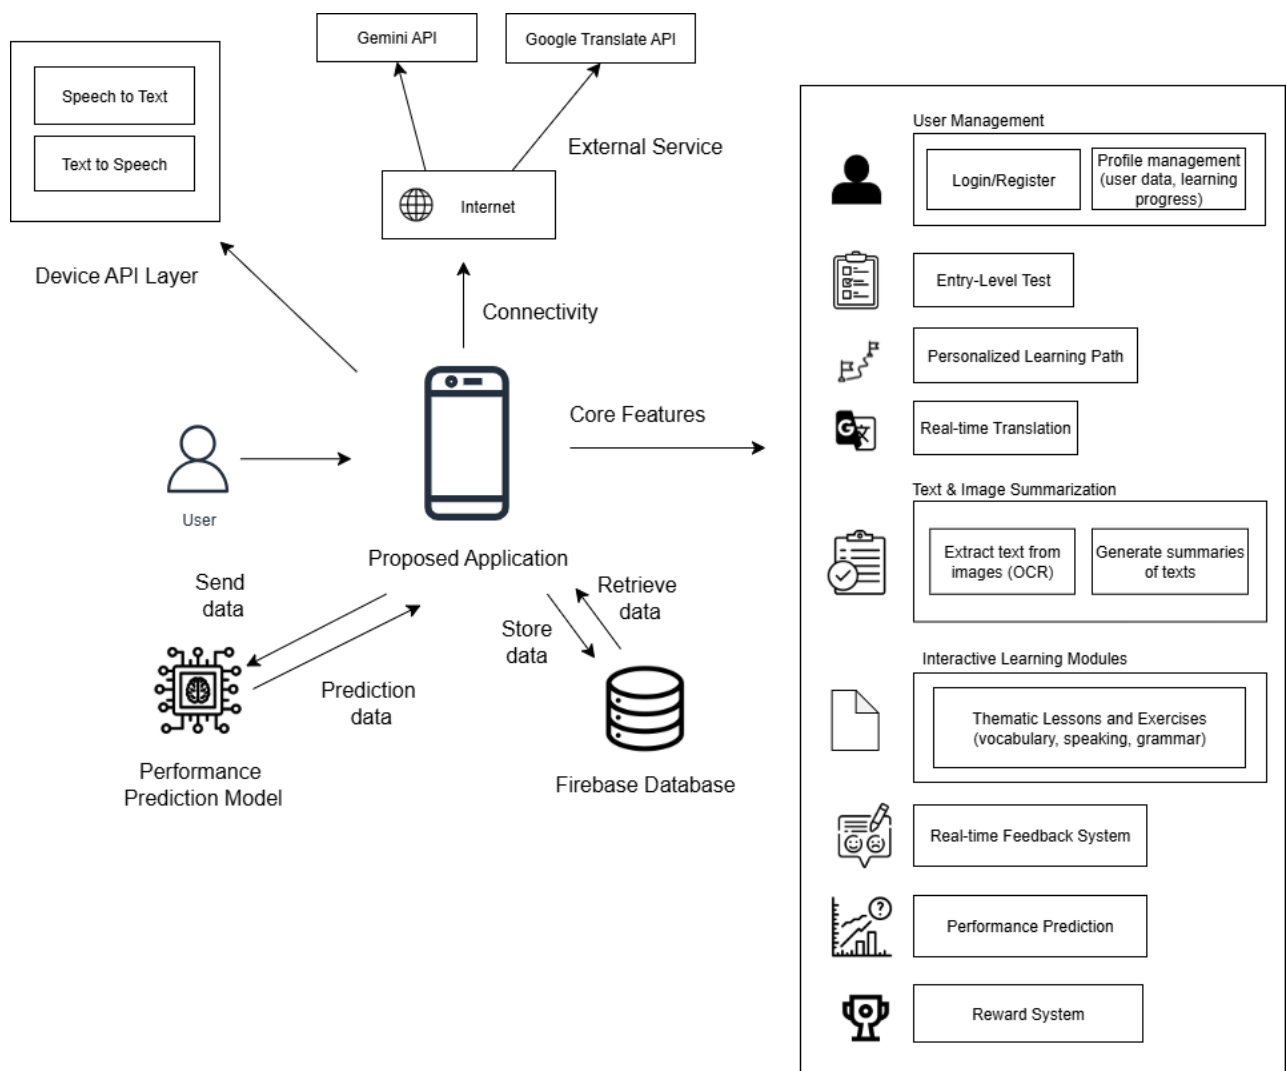 Gemini API
Google Translate API
Speech to Text
Text to Speech
Device API Layer
External Service
Internet
Connectivity
User
Proposed Application
Core Features
Send
data
Prediction
data
Performance
Prediction Model
Store
data
Retrieve
data
Firebase Database
User Management
Login/Register
Profile management
(user data, learning
progress)
Entry-Level Test
Personalized Learning Path
G
文
Real-time Translation
Text & Image Summarization
Extract text from
images (OCR)
Generate summaries
of texts
Interactive Learning Modules
Thematic Lessons and Exercises
(vocabulary, speaking, grammar)
Real-time Feedback System
?
Performance Prediction
Reward System